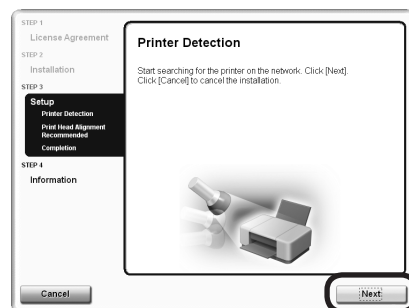 STEP 1
License Agreement
STEP 2
Installation
STEP 3
Setup
Printer Detection
Print Head Alignment
Recommended
Completion
STEP 4
Information
Printer Detection
Start searching for the printer on the network. Click [Next].
Click [Cancel] to cancel the installation.
Cancel
Next